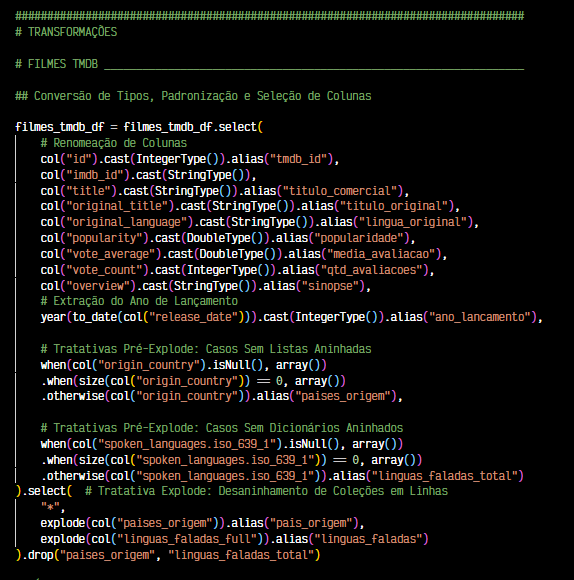 ################################################################################
# TRANSFORMAÇÕES
# FILMES TMDB __________________________________________________________________
## Conversão de Tipos, Padronização e Seleção de Colunas
filmes_tmdb_df = filmes_tmdb_df.select(
    # Renomeação de Colunas
    col("id").cast(IntegerType()).alias("tmdb_id"),
    col("imdb_id").cast(StringType()),
    col("title").cast(StringType()).alias("titulo_comercial"),
    col("original_title").cast(StringType()).alias("titulo_original"),
    col("original_language").cast(StringType()).alias("lingua_original"),
    col("popularity").cast(DoubleType()).alias("popularidade"),
    col("vote_average").cast(DoubleType()).alias("media_avaliacao"),
    col("vote_count").cast(IntegerType()).alias("qtd_avaliacoes"),
    col("overview").cast(StringType()).alias("sinopse"),
    # Extração do Ano de Lançamento
    year(to_date(col("release_date"))).cast(IntegerType()).alias("ano_lancamento"),
    # Tratativas Pré-Explode: Casos Sem Listas Aninhadas
    when(col("origin_country").isNull(), array())
    .when(size(col("origin_country")) == 0, array())
    .otherwise(col("origin_country")).alias("paises_origem"),
    # Tratativas Pré-Explode: Casos Sem Dicionários Aninhados
    when(col("spoken_languages.iso_639_1").isNull(), array())
    .when(size(col("spoken_languages.iso_639_1")) == 0, array())
    .otherwise(col("spoken_languages.iso_639_1")).alias("linguas_faladas_total")
).select(  # Tratativa Explode: Desaninhamento de Coleções em Linhas
    "*",
    explode(col("paises_origem")).alias("pais_origem"),
    explode(col("linguas_faladas_full")).alias("linguas_faladas")
).drop("paises_origem", "linguas_faladas_total")